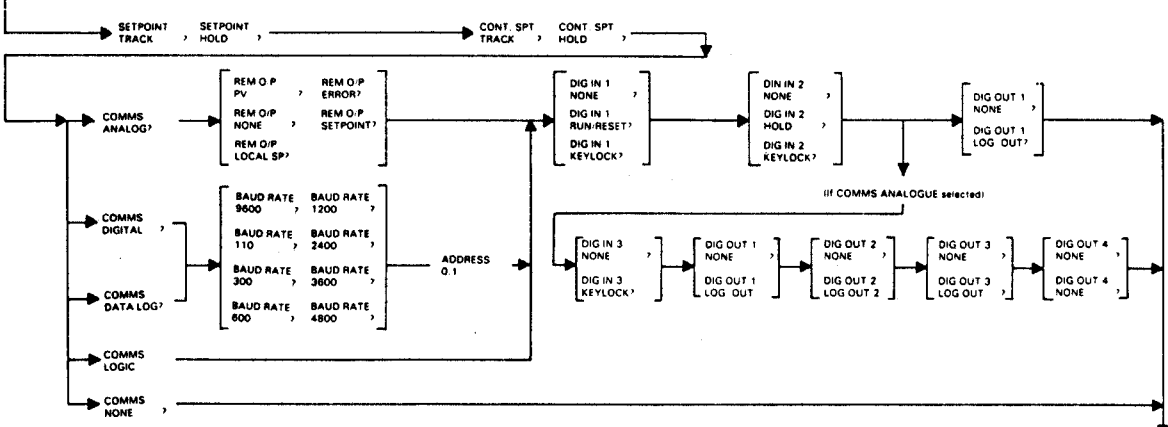 SETPOINT TRACK ?
SETPOINT HOLD ?
CONT. SPT TRACK ?
CONT. SPT HOLD ?
COMMS ANALOG?
REM O/P PV ?
REM O/P ERROR?
REM O/P NONE ?
REM O/P SETPOINT?
REM O/P LOCAL SP?
DIG IN 1 NONE ?
DIG IN 1 RUN/RESET?
DIG IN 1 KEYLOCK?
DIN IN 2 NONE ?
DIG IN 2 HOLD ?
DIG IN 2 KEYLOCK?
DIG OUT 1 NONE ?
DIG OUT 1 LOG OUT?
(If COMMS ANALOGUE selected)
COMMS DIGITAL ?
COMMS DATA LOG?
BAUD RATE 9600 ?
BAUD RATE 1200 ?
BAUD RATE 110 ?
BAUD RATE 2400 ?
BAUD RATE 300 ?
BAUD RATE 3600 ?
BAUD RATE 600 ?
BAUD RATE 4800 ?
ADDRESS 0.1
DIG IN 3 NONE ?
DIG IN 3 KEYLOCK?
DIG OUT 1 NONE ?
DIG OUT 1 LOG OUT
DIG OUT 2 NONE ?
DIG OUT 2 LOG OUT 2
DIG OUT 3 NONE ?
DIG OUT 3 LOG OUT
DIG OUT 4 NONE ?
DIG OUT 4 NONE
COMMS LOGIC
COMMS NONE ?